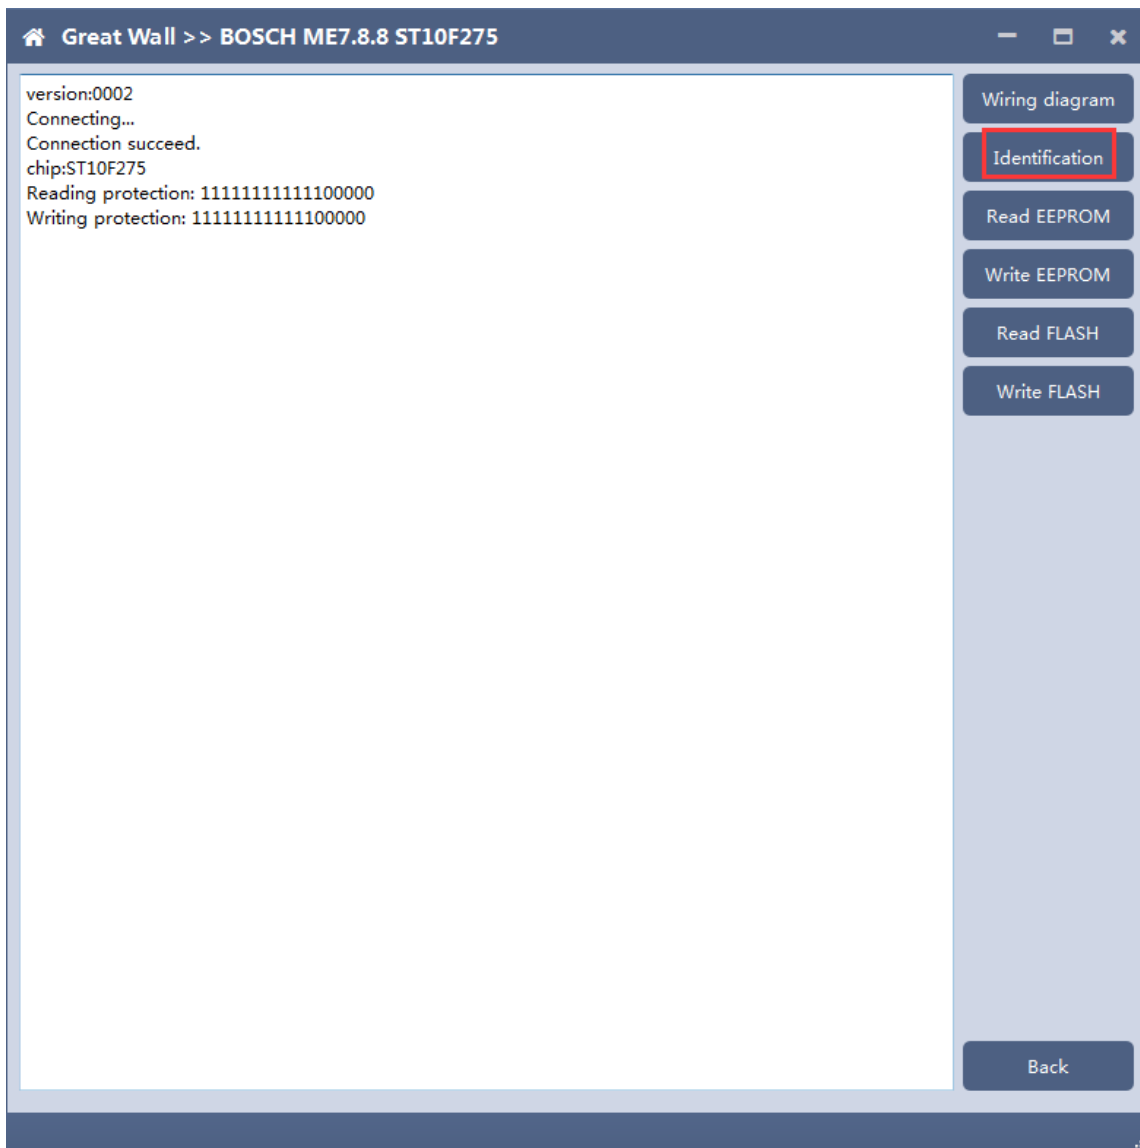 Great Wall >> BOSCH ME7.8.8 ST10F275
version:0002
Connecting...
Connection succeed.
chip:ST10F275
Reading protection: 11111111111100000
Writing protection: 11111111111100000
Wiring diagram
Identification
Read EEPROM
Write EEPROM
Read FLASH
Write FLASH
Back